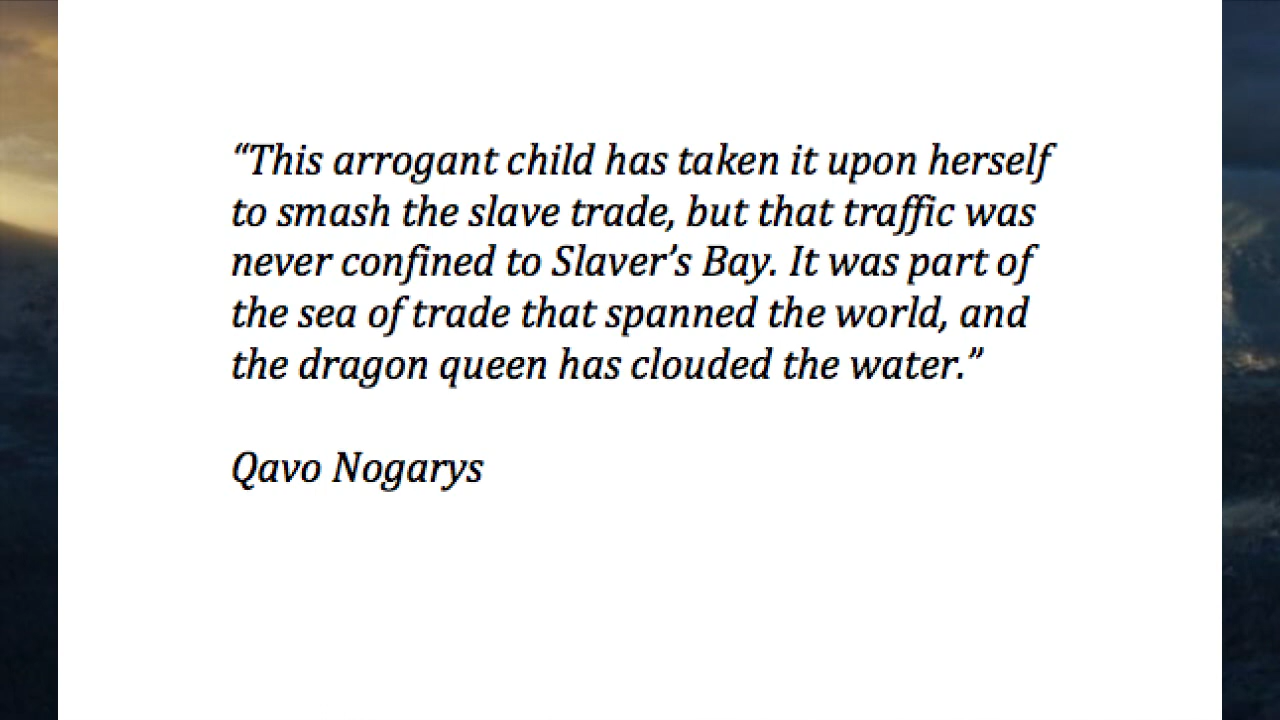 “This arrogant child has taken it upon herself
to smash the slave trade, but that traffic was
never confined to Slaver’s Bay. It was part of
the sea of trade that spanned the world, and
the dragon queen has clouded the water.”
Qavo Nogarys